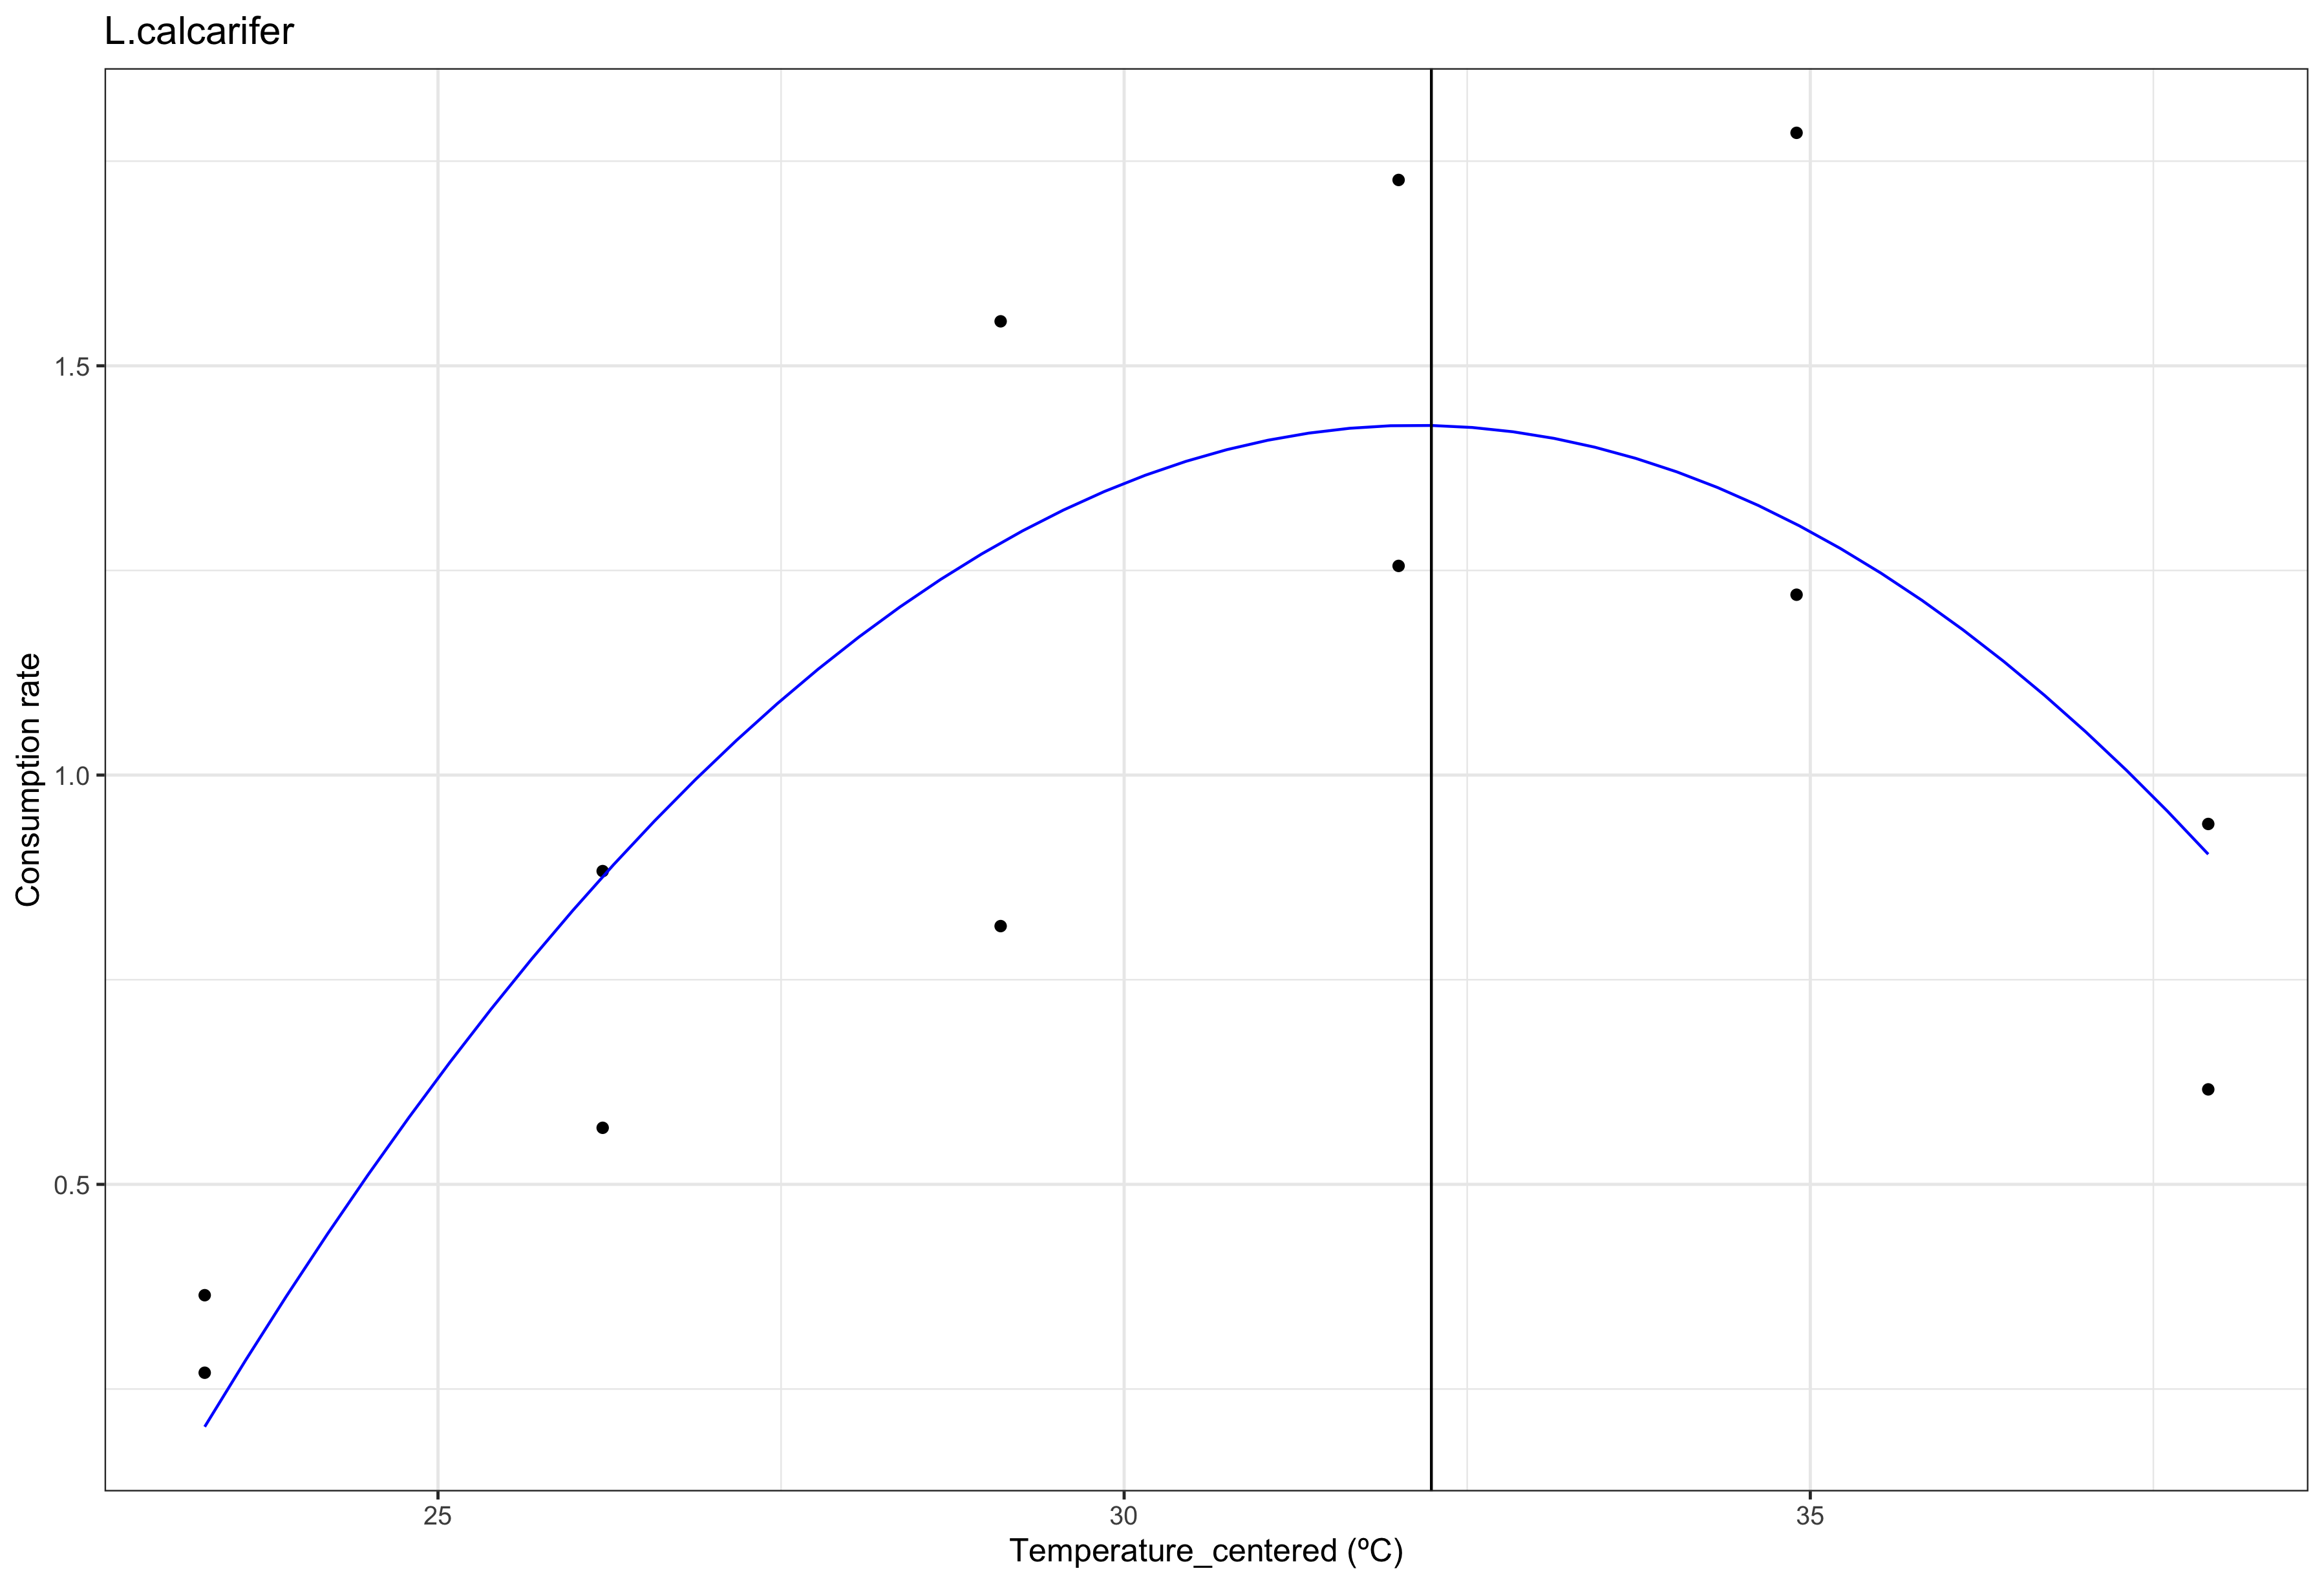 L.calcarifer
Consumption rate
1.5
1.0
0.5
25
30
35
Temperature_centered (ºC)